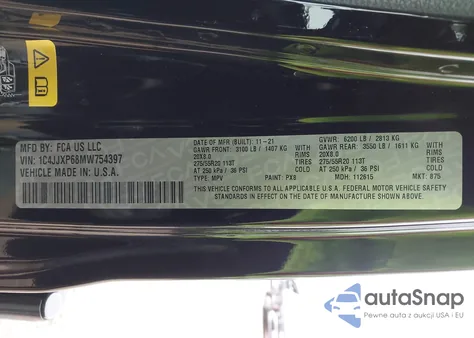 MFD BY: FCA US LLC
VIN: 1C4JJXP68MW754397
VEHICLE MADE IN: U.S.A.
DATE OF MFR (BUILT): 11-21
GAWR FRONT: 3100 LB / 1407 KG WITH
20X8.0 RIMS
275/55R20 113T TIRES
AT 250 kPa / 36 PSI COLD
TYPE: MPV PAINT: PX8
GVWR: 6200 LB / 2813 KG
GAWR REAR: 3550 LB / 1611 KG WITH
20X8.0 RIMS
275/55R20 113T TIRES
AT 250 kPa / 36 PSI COLD
MDH: 112615 MKT: 875
THIS VEHICLE CONFORMS TO ALL APPLICABLE U.S.A. FEDERAL MOTOR VEHICLE SAFETY
STANDARDS IN EFFECT ON THE DATE OF MANUFACTURE SHOWN ABOVE.
autoSnap
Pewne auta z aukcji USA i EU